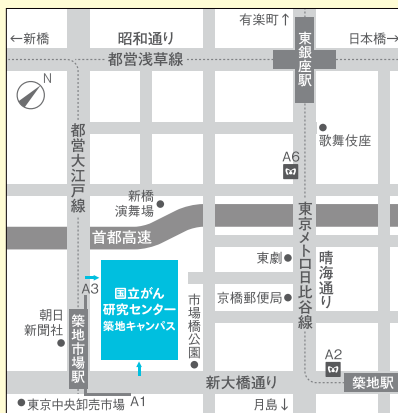 有楽町↑
←新橋
昭和通り
日本橋→
都営浅草線
東銀座駅
N
都営大江戸線
歌舞伎座
A6
新橋
演舞場
首都高速
東京メトロ日比谷線
晴海通り
東劇
A3
国立がん
研究センター
築地キャンパス
市場橋公園
京橋郵便局
朝日
新聞社
築地市場駅
A2
新大橋通り
築地駅
東京中央卸売市場
A1
月島↓